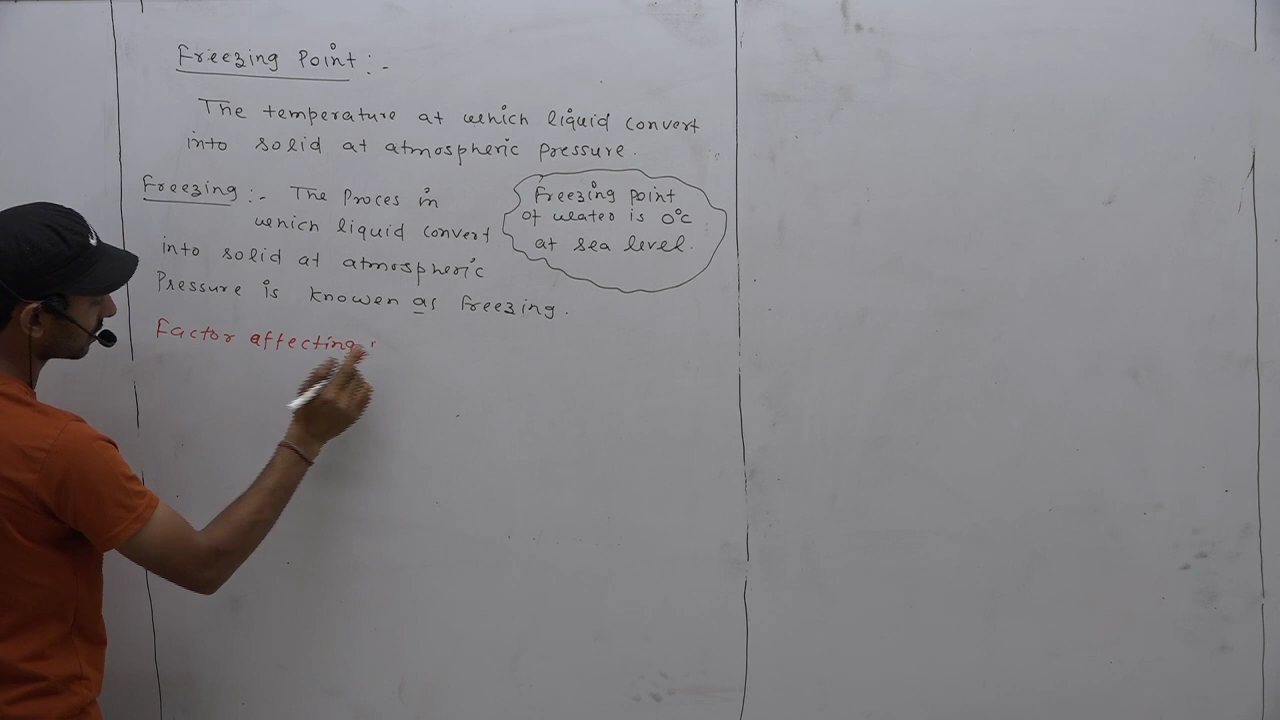 Freezing Point :-
The temperature at which liquid convert
into solid at atmospheric pressure.
Freezing :- The Proces in
which liquid convert
into solid at atmospheric
Pressure is knowen as freezing.
Freezing point
of water is 0°c
at sea level.
Factor affecting :